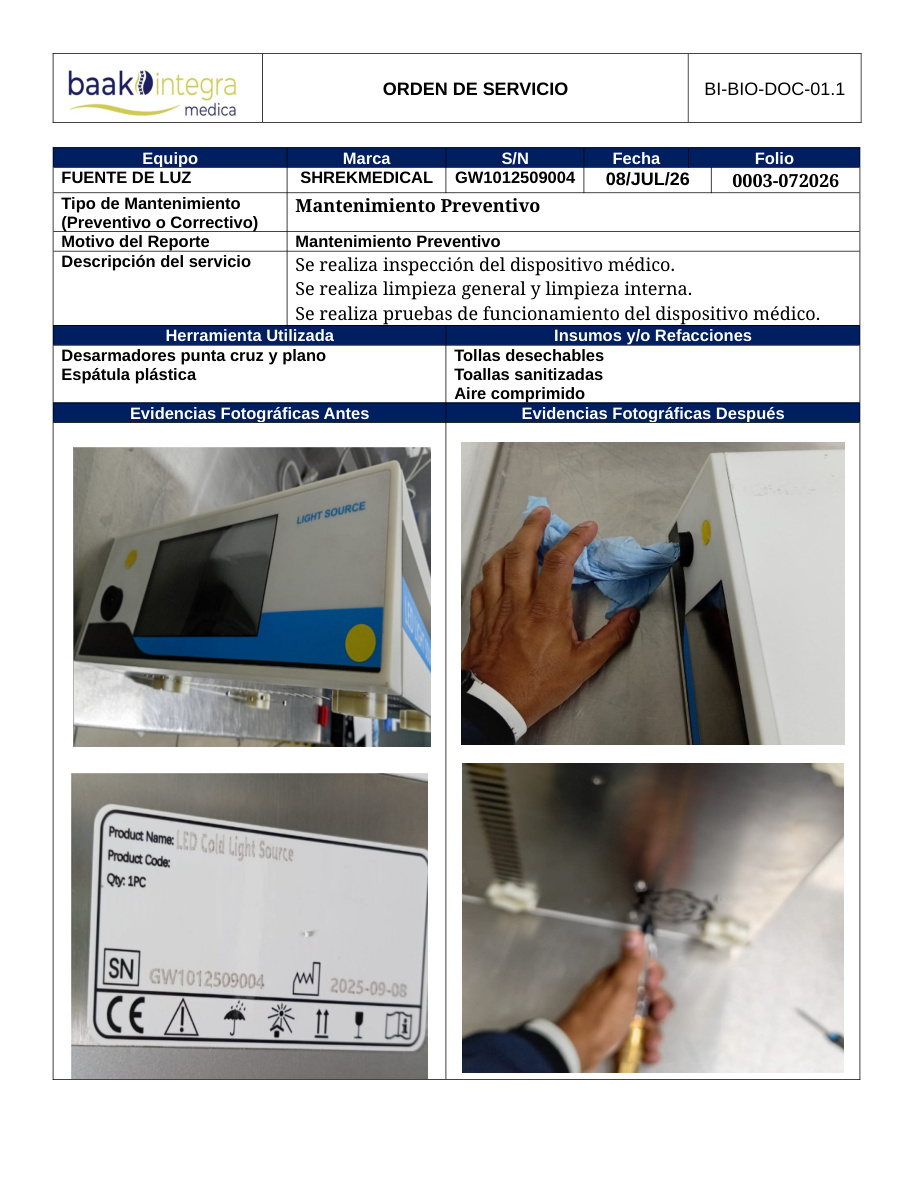 baak integra
medica
ORDEN DE SERVICIO
BI-BIO-DOC-01.1
Equipo Marca S/N Fecha Folio
FUENTE DE LUZ SHREKMEDICAL GW1012509004 08/JUL/26 0003-072026
Tipo de Mantenimiento
(Preventivo o Correctivo)
Mantenimiento Preventivo
Motivo del Reporte Mantenimiento Preventivo
Descripción del servicio
Se realiza inspección del dispositivo médico.
Se realiza limpieza general y limpieza interna.
Se realiza pruebas de funcionamiento del dispositivo médico.
Herramienta Utilizada Insumos y/o Refacciones
Desarmadores punta cruz y plano
Espátula plástica
Tollas desechables
Toallas sanitizadas
Aire comprimido
Evidencias Fotográficas Antes Evidencias Fotográficas Después
LIGHT SOURCE
Product Name: LED Cold Light Source
Product Code:
Qty: 1PC
SN GW1012509004 2025-09-08
CE